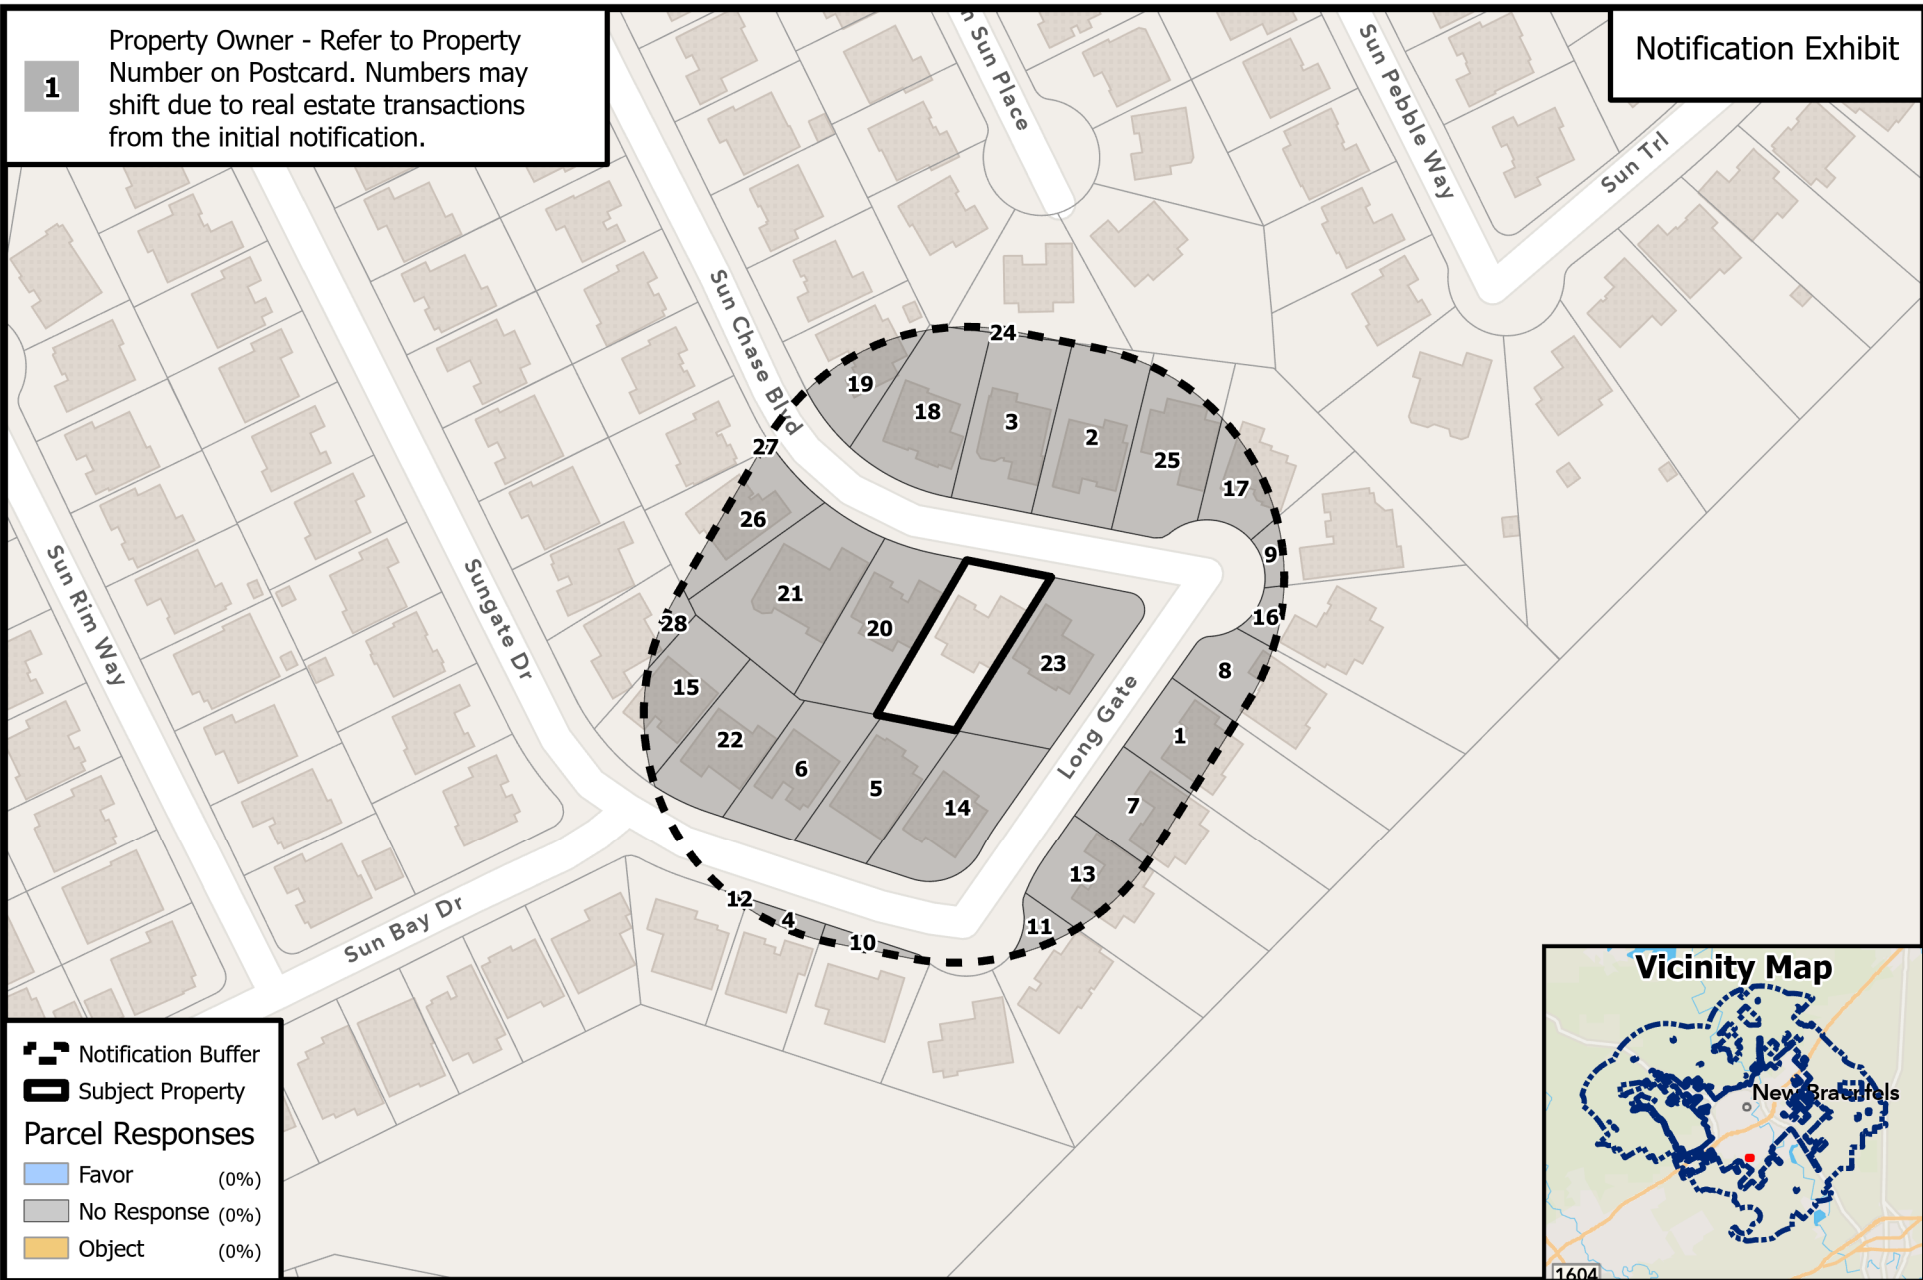 1
Property Owner - Refer to Property
Number on Postcard. Numbers may
shift due to real estate transactions
from the initial notification.
Notification Exhibit
Sun Place
Sun Pebble Way
Sun Trl
Sun Chase Blvd
Sun Rim Way
Sungate Dr
Long Gate
Sun Bay Dr
24
19
18
3
2
27
25
17
26
9
21
16
28
20
23
8
15
22
1
6
5
7
14
13
12
4
11
10
Notification Buffer
Subject Property
Parcel Responses
Favor (0%)
No Response (0%)
Object (0%)
Vicinity Map
New Braunfels
1604